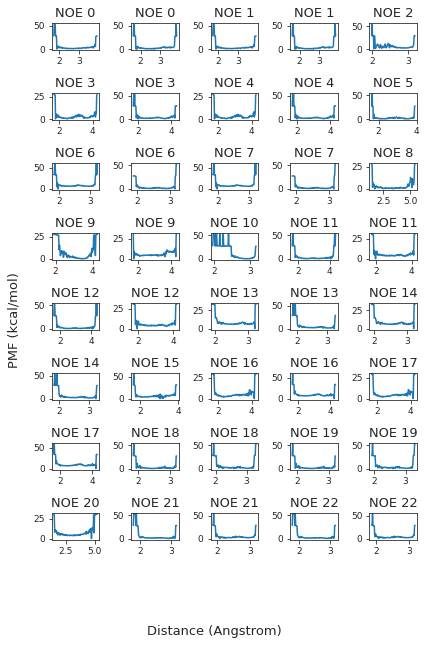 NOE 0 NOE 0 NOE 1 NOE 1 NOE 2
50 50 50 50 50
0 0 0 0 0
2 3 2 3 2 3 2 3 2 3
NOE 3 NOE 3 NOE 4 NOE 4 NOE 5
25 50 25 50 50
0 0 0 0 0
2 4 2 4 2 4 2 4 2 4
NOE 6 NOE 6 NOE 7 NOE 7 NOE 8
50 50 50 50 25
0 0 0 0 0
2 3 2 3 2 3 2 3 2.5 5.0
NOE 9 NOE 9 NOE 10 NOE 11 NOE 11
25 25 50 50 25
0 0 0 0 0
2 4 2 4 2 3 2 4 2 4
PMF (kcal/mol)
NOE 12 NOE 12 NOE 13 NOE 13 NOE 14
50 25 25 50 25
0 0 0 0 0
2 4 2 4 2 3 2 3 2 3
NOE 14 NOE 15 NOE 16 NOE 16 NOE 17
50 50 25 50 25
0 0 0 0 0
2 3 2 3 4 2 4 2 4 2 4
NOE 17 NOE 18 NOE 18 NOE 19 NOE 19
50 50 50 50 50
0 0 0 0 0
2 4 2 3 2 3 2 3 2 3
NOE 20 NOE 21 NOE 21 NOE 22 NOE 22
25 50 50 50 50
0 0 0 0 0
2.5 5.0 2 3 2 3 2 3 2 3
Distance (Angstrom)